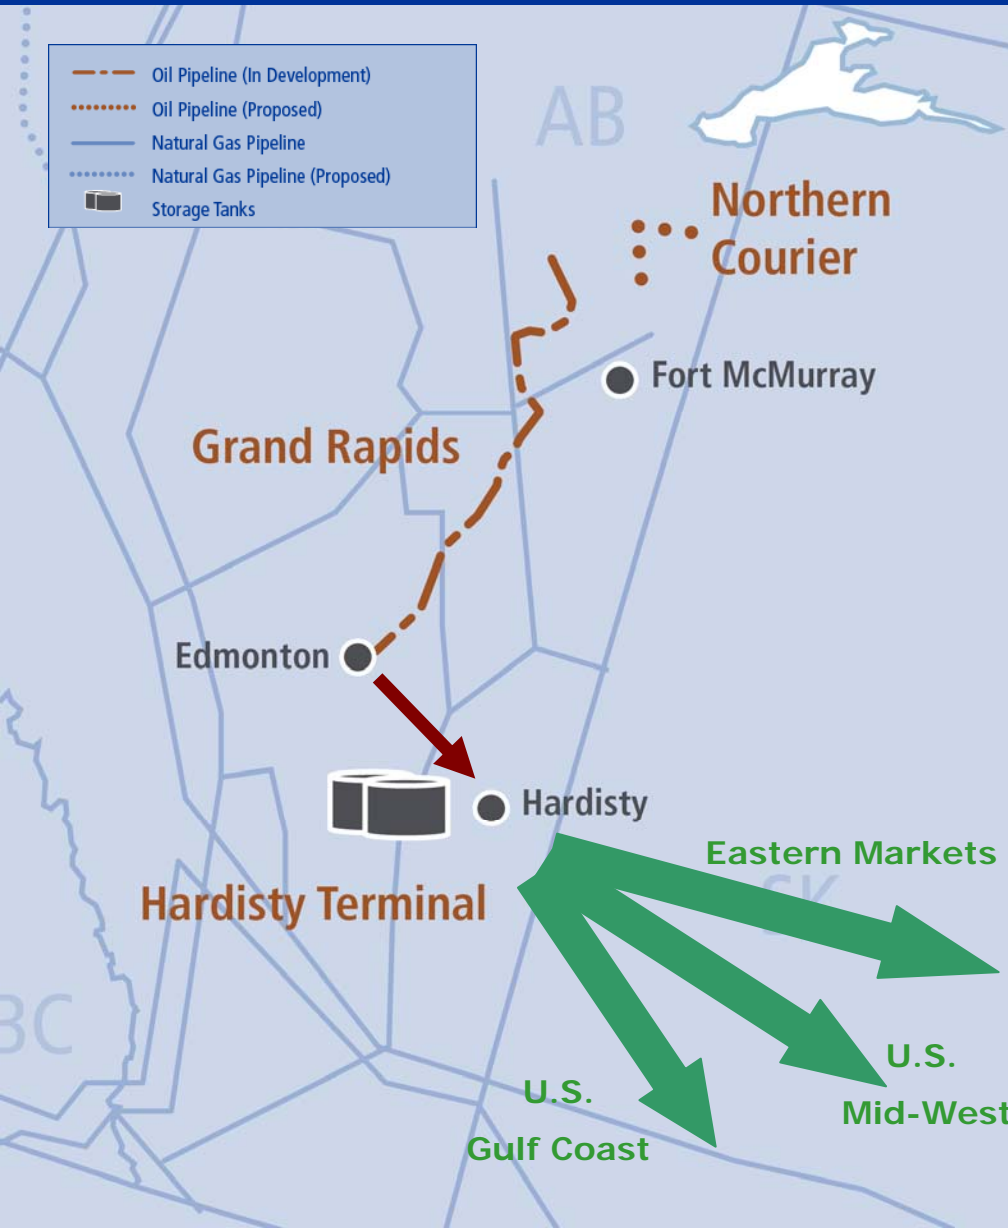 Oil Pipeline (In Development)
Oil Pipeline (Proposed)
Natural Gas Pipeline
Natural Gas Pipeline (Proposed)
Storage Tanks
AB
Northern
Courier
Fort McMurray
Grand Rapids
Edmonton
Hardisty
Eastern Markets
SK
Hardisty Terminal
BC
U.S.
Mid-West
U.S.
Gulf Coast